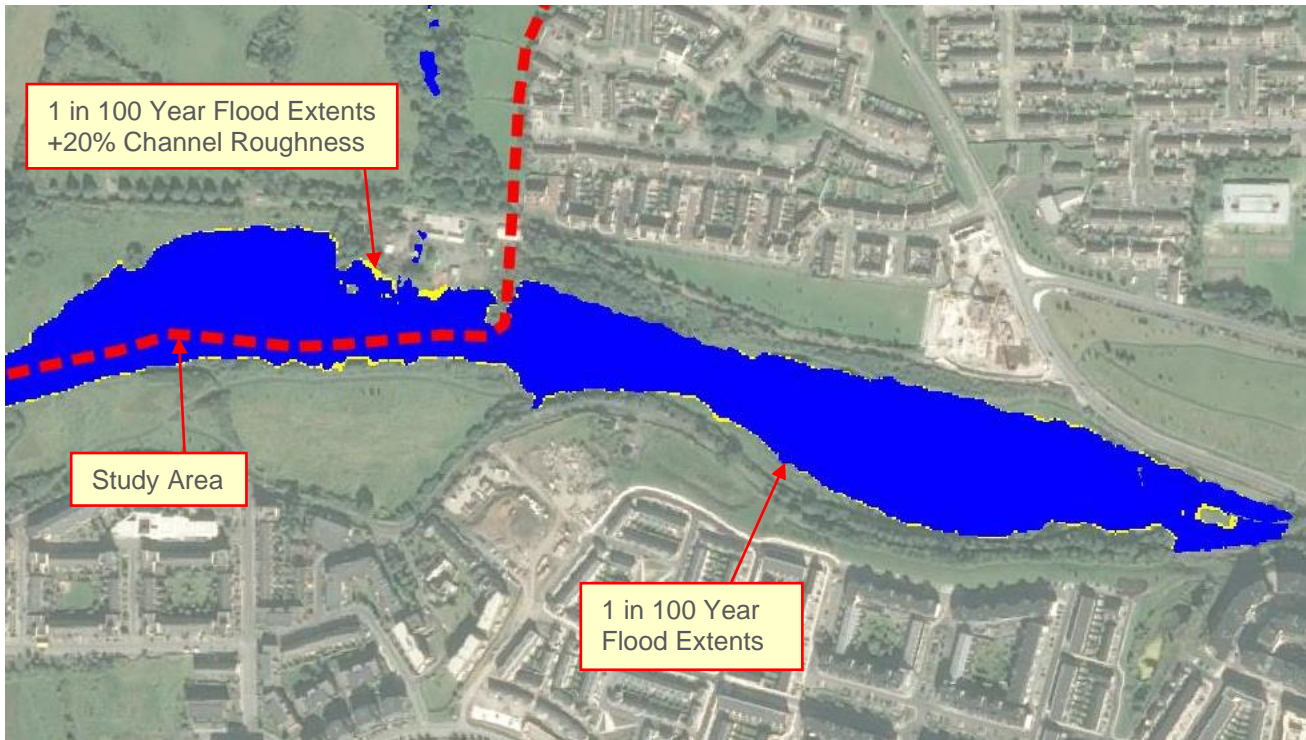 1 in 100 Year Flood Extents
+20% Channel Roughness
Study Area
1 in 100 Year
Flood Extents